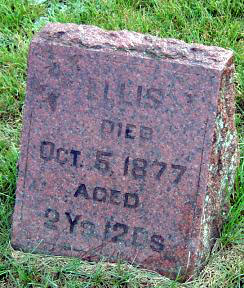 ELLIS
DIED
OCT. 5, 1877
AGED
2 Ys. 12 Ds.